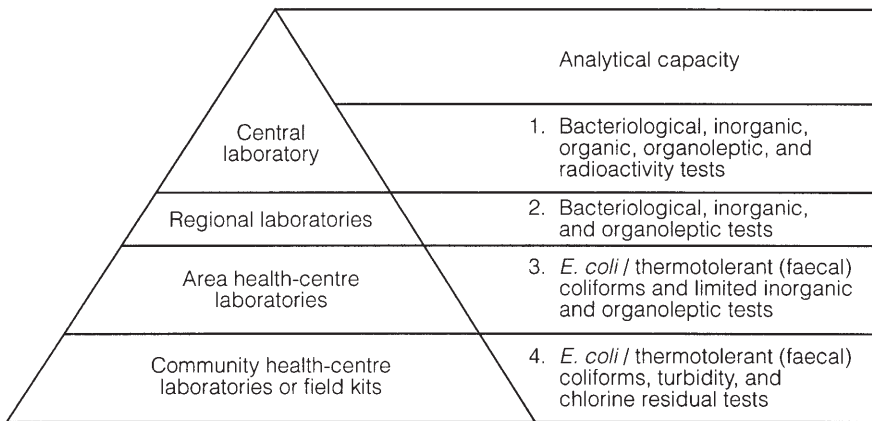 Analytical capacity
Central
laboratory
1. Bacteriological, inorganic,
organic, organoleptic, and
radioactivity tests
Regional laboratories
2. Bacteriological, inorganic,
and organoleptic tests
Area health-centre
laboratories
3. E. coli / thermotolerant (faecal)
coliforms and limited inorganic
and organoleptic tests
Community health-centre
laboratories or field kits
4. E. coli / thermotolerant (faecal)
coliforms, turbidity, and
chlorine residual tests